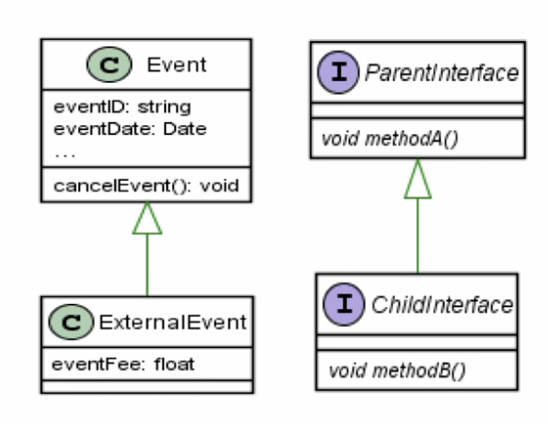 C Event
eventID: string
eventDate: Date
...
cancelEvent(): void
C ExternalEvent
eventFee: float
I ParentInterface
void methodA()
I ChildInterface
void methodB()